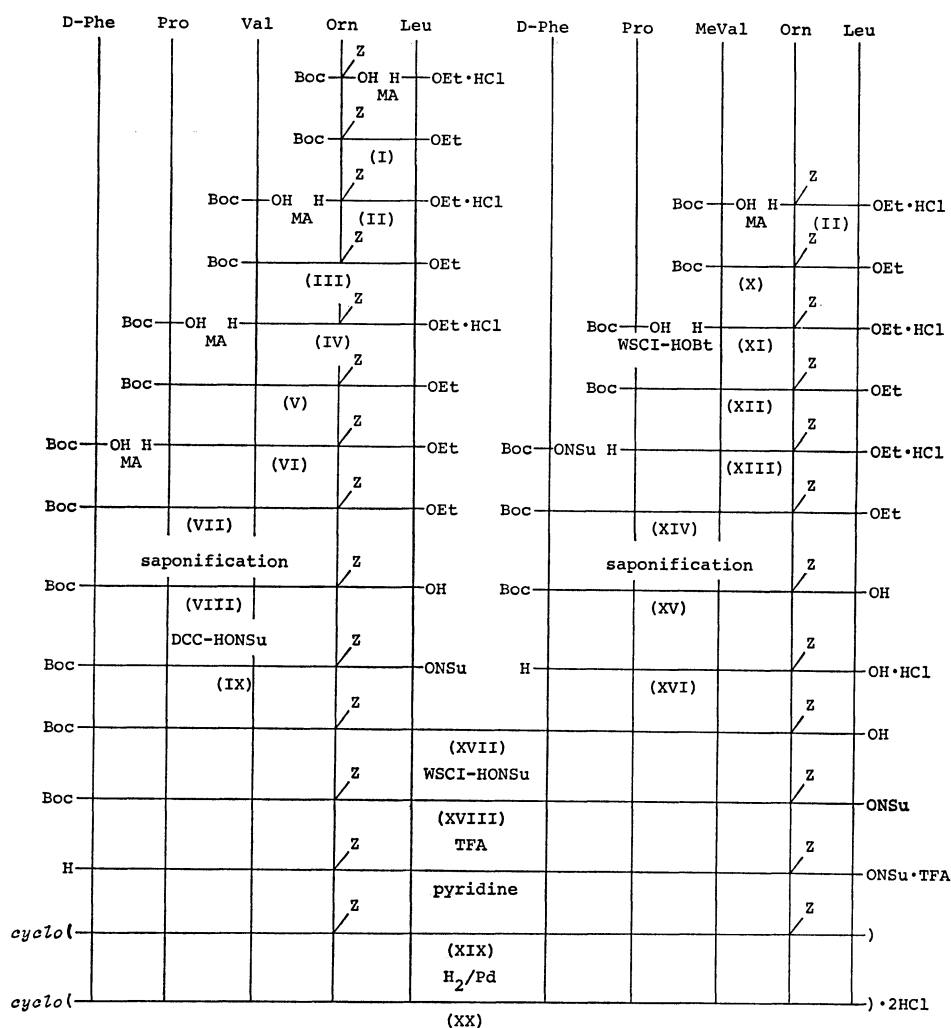 D-Phe Pro Val Orn Leu D-Phe Pro MeVal Orn Leu
Z
Boc OH H OEt·HCl
MA
Z
Boc OEt
(I)
Z Z
Boc OH H OEt·HCl Boc OH H OEt·HCl
MA (II) MA (II)
Z Z
Boc OEt Boc OEt
(III) (X)
Z Z
Boc OH H OEt·HCl Boc OH H OEt·HCl
MA (IV) WSCI-HOBt (XI)
Z Z
Boc OEt Boc OEt
(V) (XII)
Z Z
Boc OH H OEt Boc ONSu H OEt·HCl
MA (VI) (XIII)
Z Z
Boc OEt Boc OEt
(VII) (XIV)
saponification saponification
Z Z
Boc OH Boc OH
(VIII) (XV)
DCC-HONSu
Z Z
Boc ONSu H OH·HCl
(IX) (XVI)
Z Z
Boc OH
(XVII)
WSCI-HONSu
Z Z
Boc ONSu
(XVIII)
TFA
Z Z
H ONSu·TFA
pyridine
Z Z
cyclo( )
(XIX)
H2/Pd
cyclo( )·2HCl
(XX)